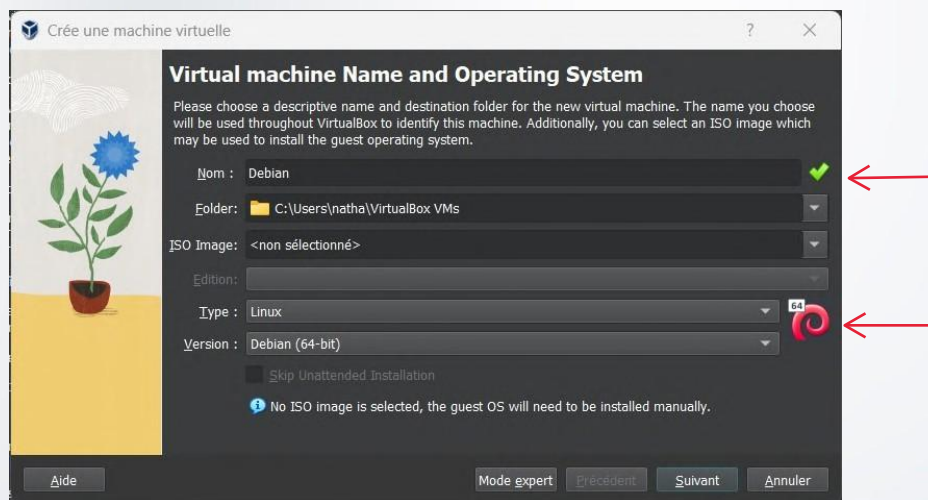 Crée une machine virtuelle
Virtual machine Name and Operating System
Please choose a descriptive name and destination folder for the new virtual machine. The name you choose
will be used throughout VirtualBox to identify this machine. Additionally, you can select an ISO image which
may be used to install the guest operating system.
Nom : Debian
Folder: C:\Users\natha\VirtualBox VMs
ISO Image: <non sélectionné>
Edition:
Type : Linux 64
Version : Debian (64-bit)
Skip Unattended Installation
No ISO image is selected, the guest OS will need to be installed manually.
Aide Mode expert Précédent Suivant Annuler